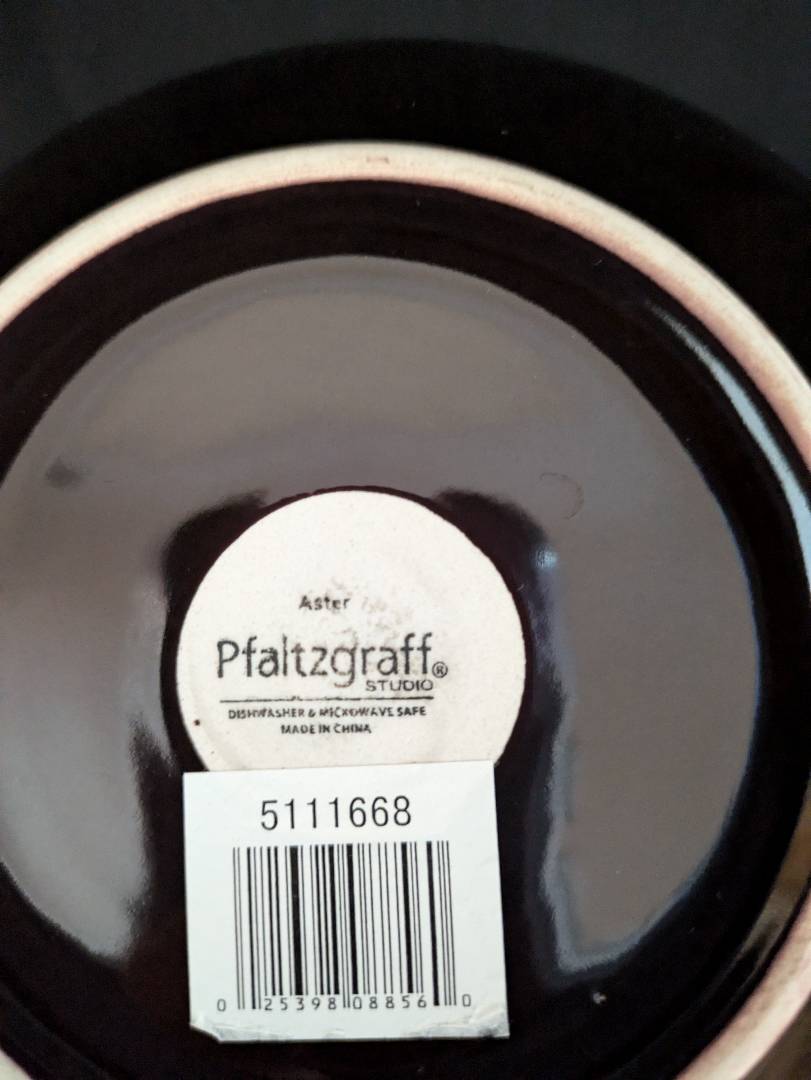 Aster
Pfaltzgraff®
STUDIO
DISHWASHER & MICROWAVE SAFE
MADE IN CHINA
5111668
0 25398 08856 0